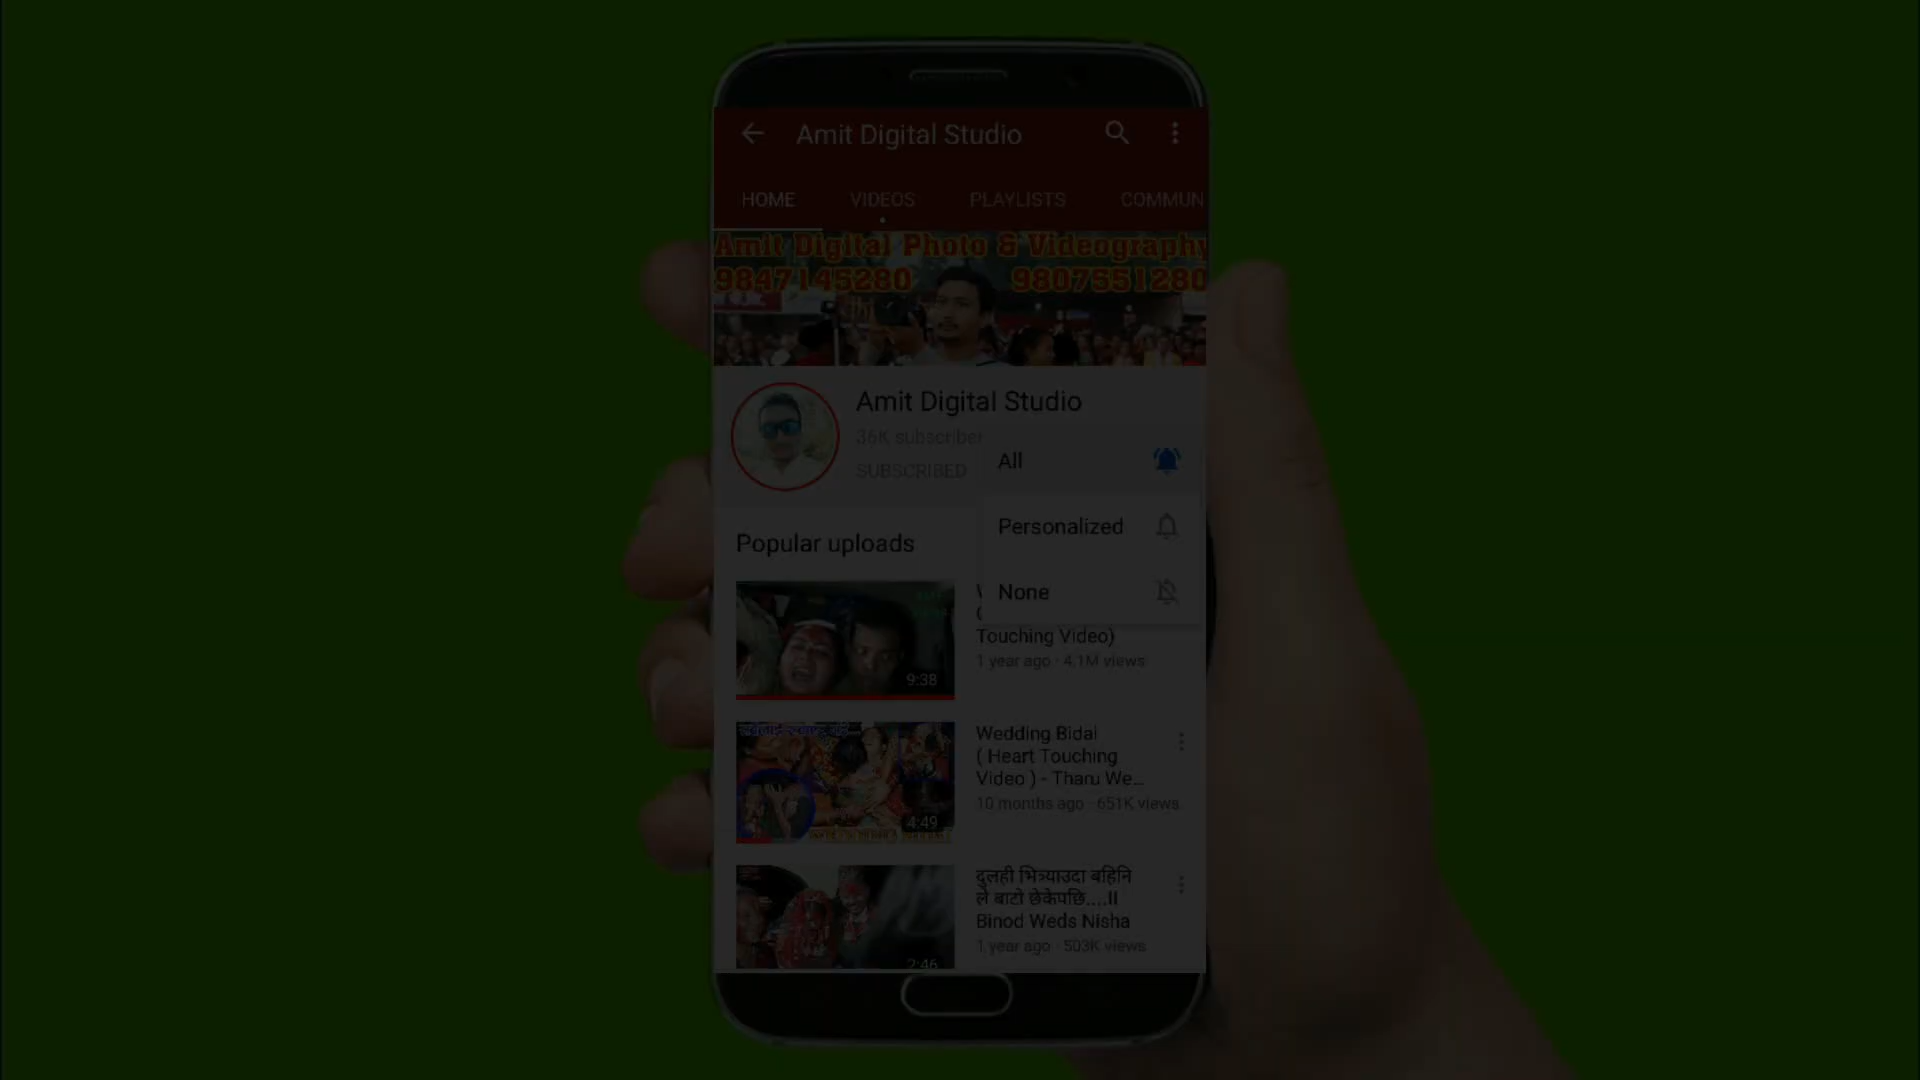 Amit Digital Studio
HOME VIDEOS PLAYLISTS COMMUN
Amit Digital Photo & Videography
9847145280 9807551280
Amit Digital Studio
36K subscriber
SUBSCRIBED
All
Personalized
None
Popular uploads
Touching Video)
1 year ago · 4.1M views
9:38
Wedding Bidai
( Heart Touching
Video ) - Tharu We...
10 months ago · 651K views
4:49
दुलही भित्र्याउदा बहिनि
ले बाटो छेकेपछि....ll
Binod Weds Nisha
1 year ago · 503K views
2:46